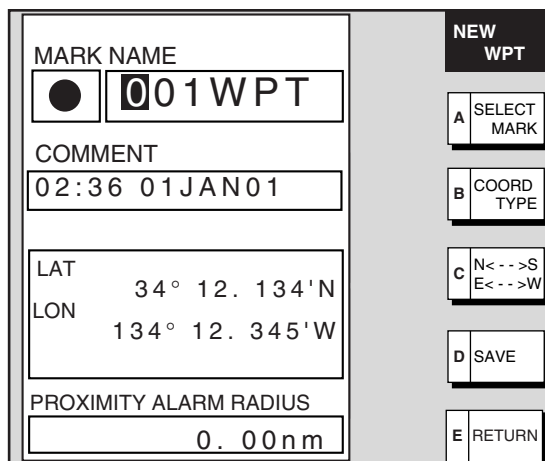 MARK NAME
001WPT
COMMENT
02:36 01JAN01
LAT
34° 12. 134'N
LON
134° 12. 345'W
PROXIMITY ALARM RADIUS
0. 00nm
NEW
WPT
A SELECT
MARK
B COORD
TYPE
C N<-->S
E<-->W
D SAVE
E RETURN